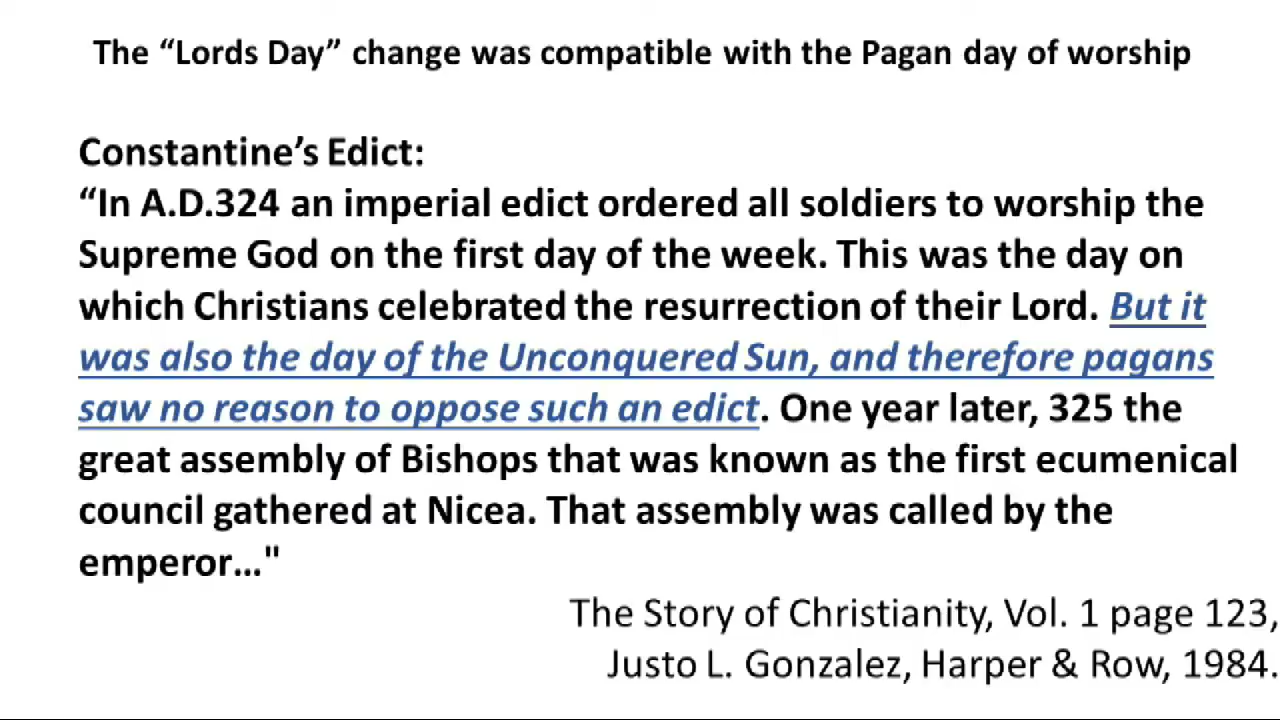 The “Lords Day” change was compatible with the Pagan day of worship
Constantine’s Edict:
“In A.D.324 an imperial edict ordered all soldiers to worship the
Supreme God on the first day of the week. This was the day on
which Christians celebrated the resurrection of their Lord. But it
was also the day of the Unconquered Sun, and therefore pagans
saw no reason to oppose such an edict. One year later, 325 the
great assembly of Bishops that was known as the first ecumenical
council gathered at Nicea. That assembly was called by the
emperor…"
The Story of Christianity, Vol. 1 page 123,
Justo L. Gonzalez, Harper & Row, 1984.